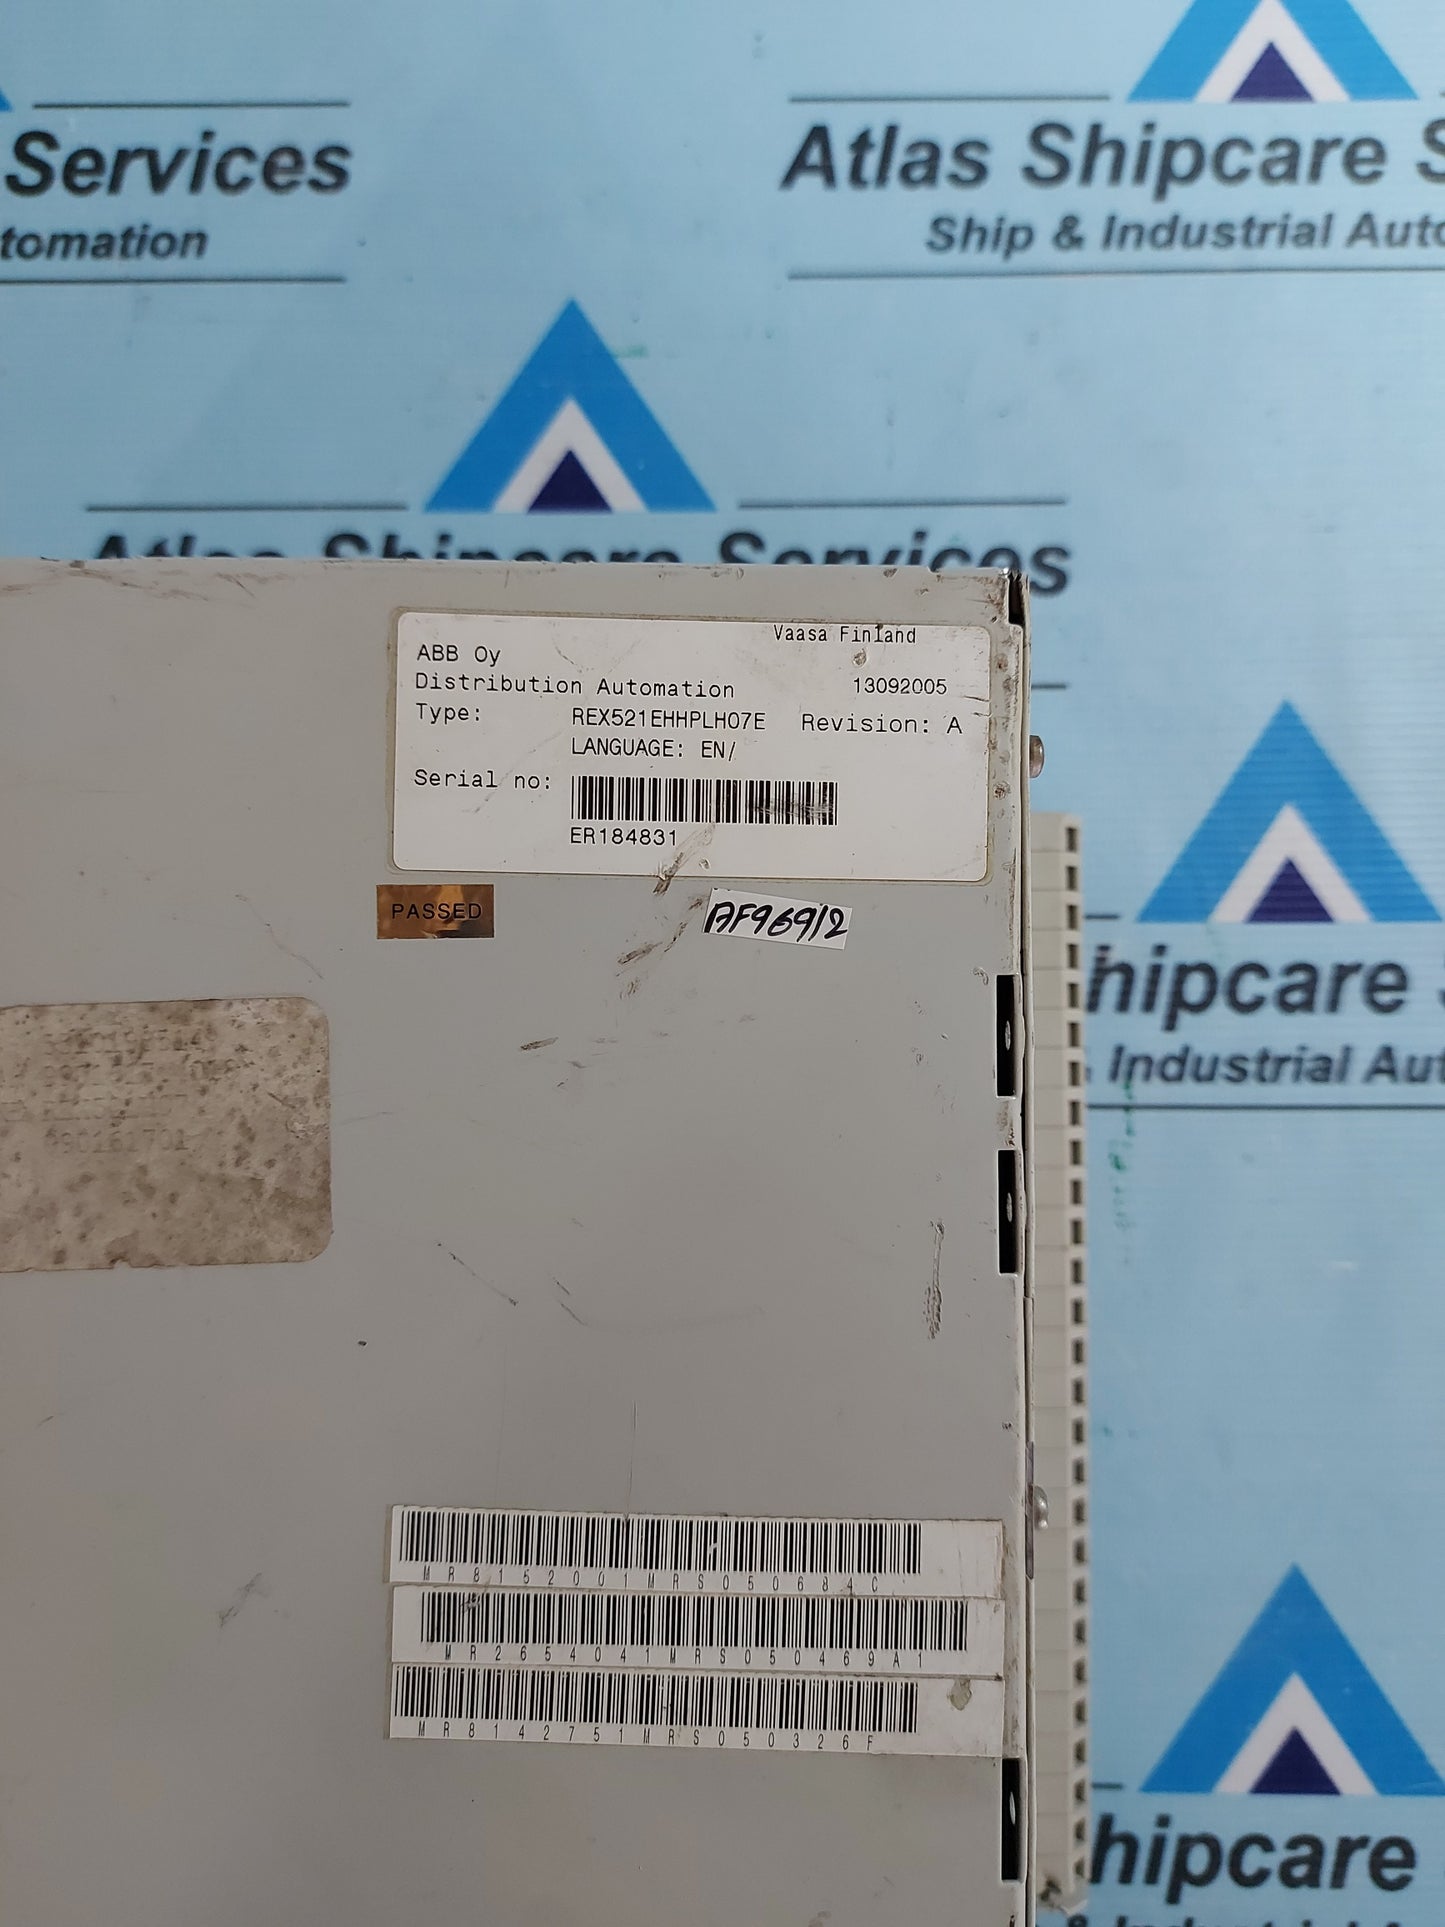 Services
tomation
Atlas Shipcare S
Ship & Industrial Auto
Atlas Shipcare Services
Vaasa Finland
ABB Oy
Distribution Automation 13092005
Type: REX521EHHPLH07E Revision: A
LANGUAGE: EN/
Serial no:
ER184831
PASSED
AF96912
hipcare S
Industrial Aut
MR8152001MRS050684C
MR2654041MRS050469A1
MR8142751MRS050326F
hipcare